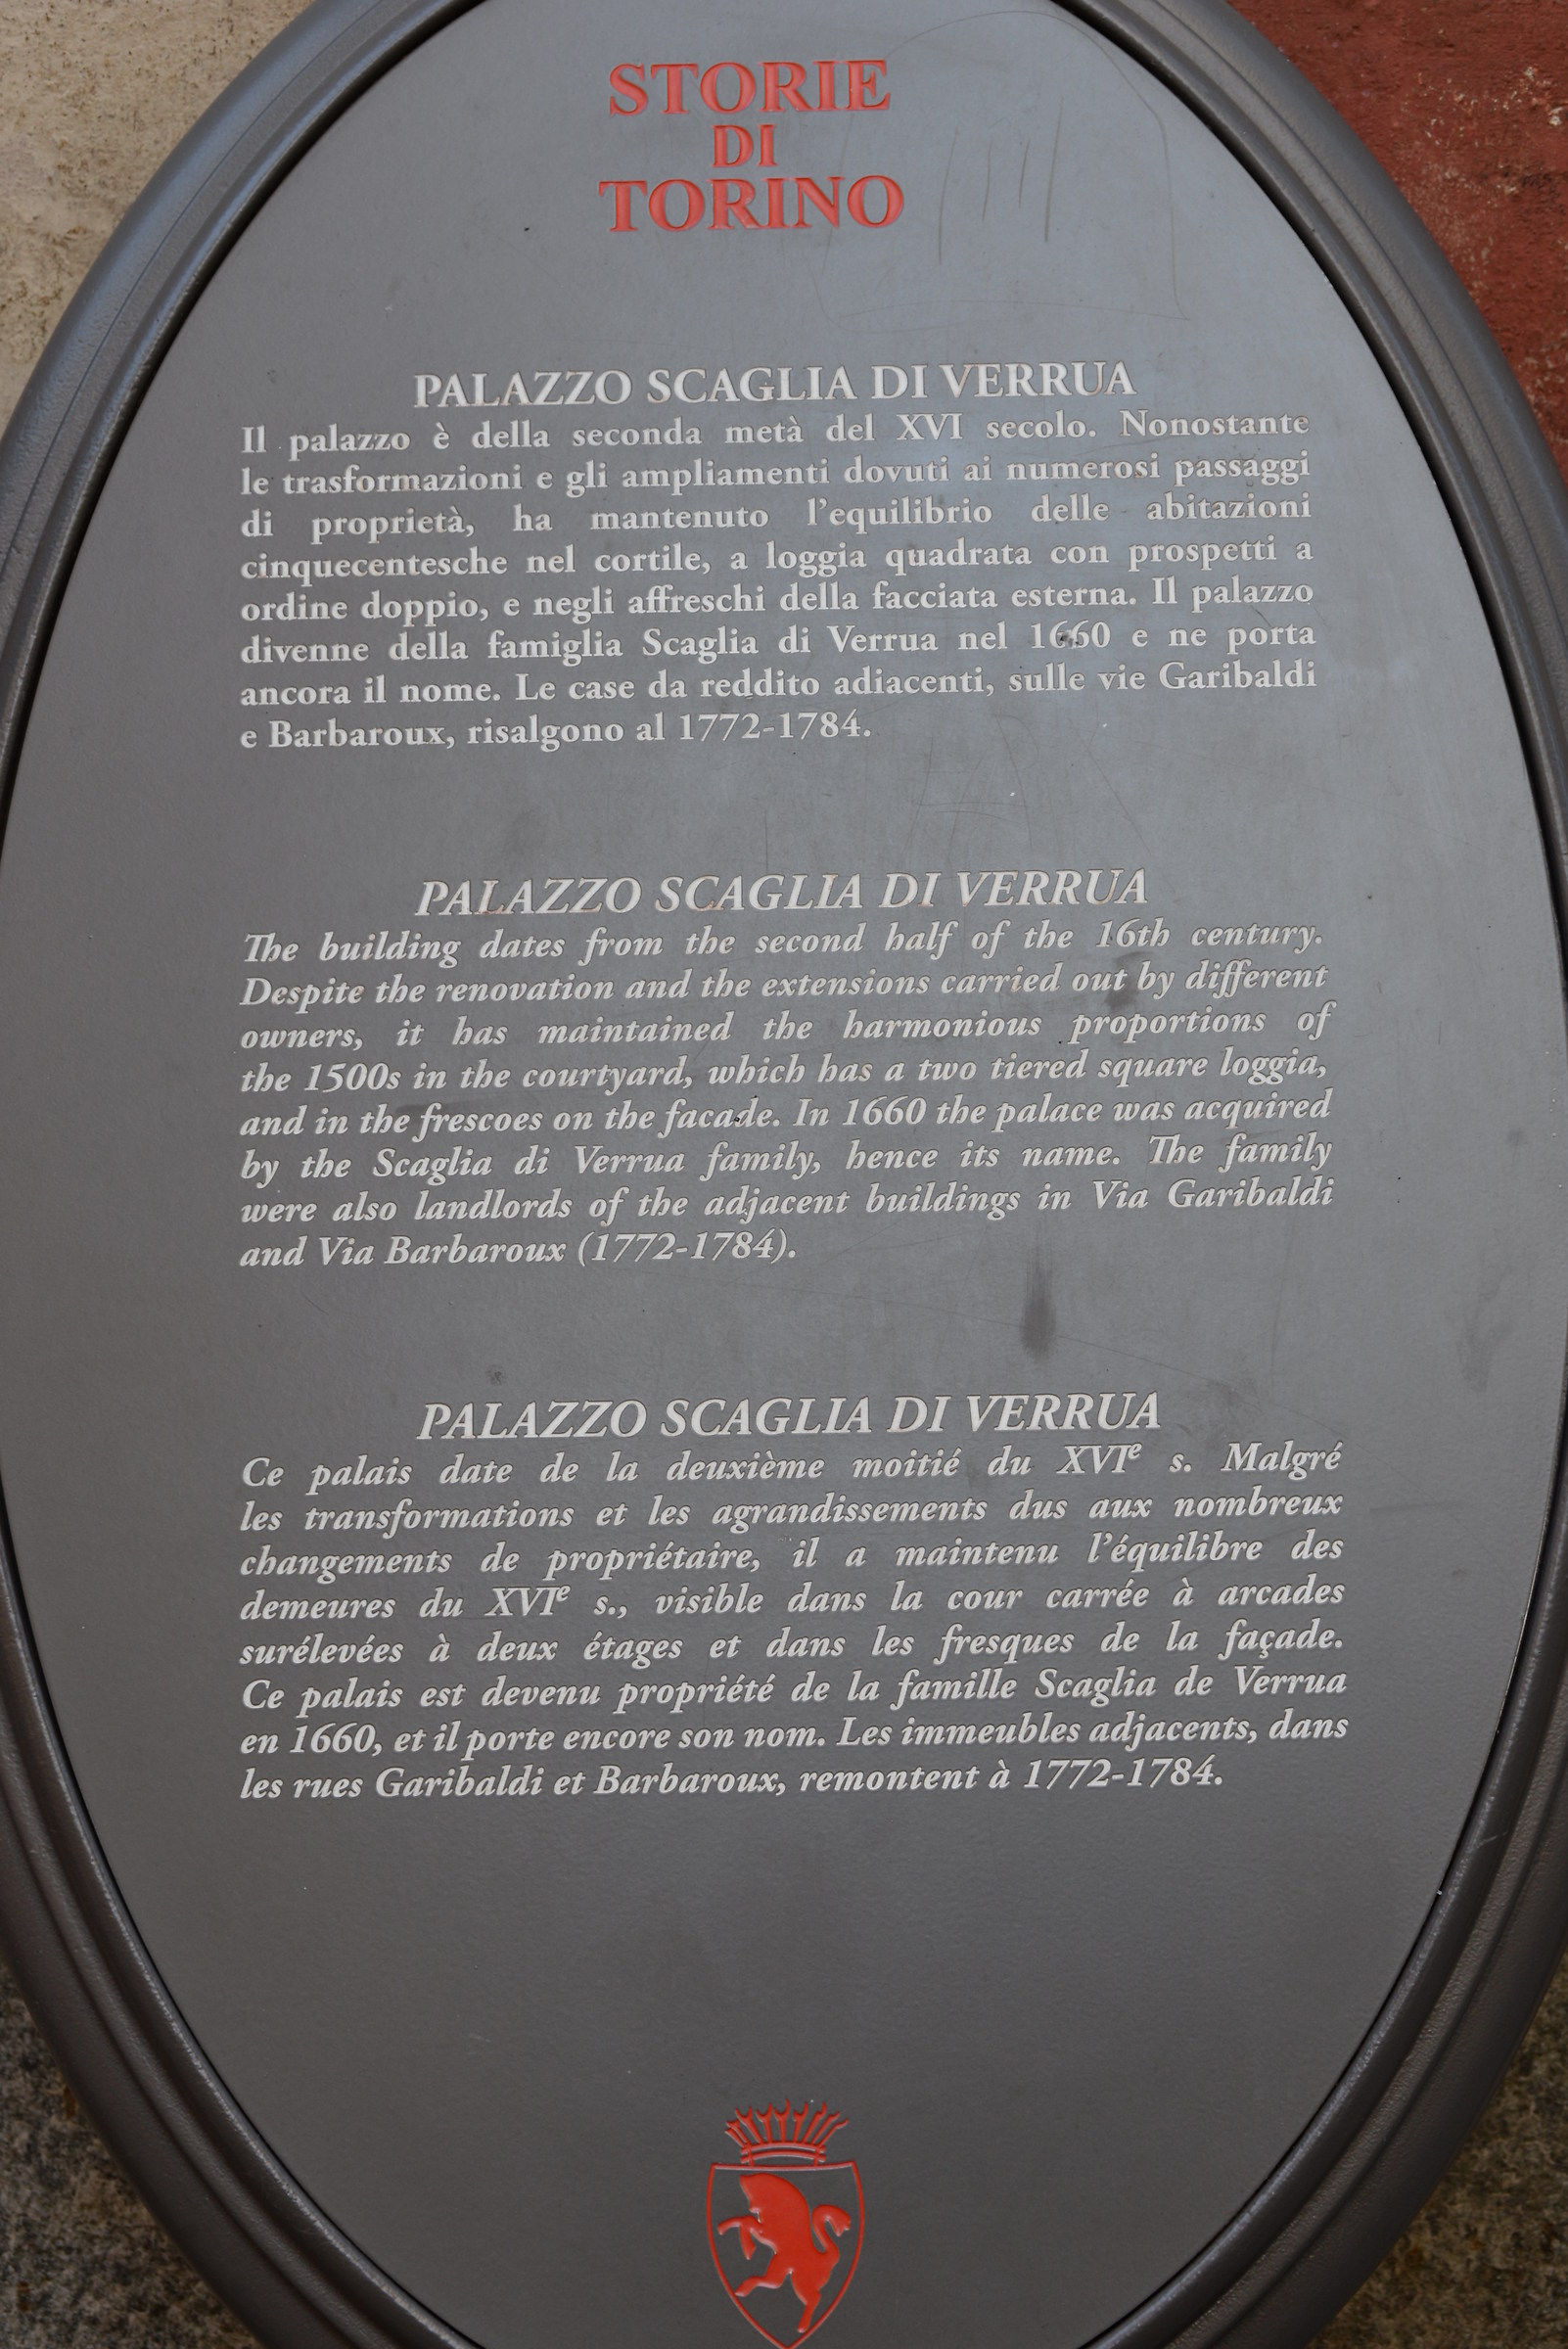 STORIE
DI
TORINO
PALAZZO SCAGLIA DI VERRUA
Il palazzo è della seconda metà del XVI secolo. Nonostante
le trasformazioni e gli ampliamenti dovuti ai numerosi passaggi
di proprietà, ha mantenuto l'equilibrio delle abitazioni
cinquecentesche nel cortile, a loggia quadrata con prospetti a
ordine doppio, e negli affreschi della facciata esterna. Il palazzo
divenne della famiglia Scaglia di Verrua nel 1660 e ne porta
ancora il nome. Le case da reddito adiacenti, sulle vie Garibaldi
e Barbaroux, risalgono al 1772-1784.
PALAZZO SCAGLIA DI VERRUA
The building dates from the second half of the 16th century.
Despite the renovation and the extensions carried out by different
owners, it has maintained the harmonious proportions of
the 1500s in the courtyard, which has a two tiered square loggia,
and in the frescoes on the facade. In 1660 the palace was acquired
by the Scaglia di Verrua family, hence its name. The family
were also landlords of the adjacent buildings in Via Garibaldi
and Via Barbaroux (1772-1784).
PALAZZO SCAGLIA DI VERRUA
Ce palais date de la deuxième moitié du XVIᵉ s. Malgré
les transformations et les agrandissements dus aux nombreux
changements de propriétaire, il a maintenu l'équilibre des
demeures du XVIᵉ s., visible dans la cour carrée à arcades
surélevées à deux étages et dans les fresques de la façade.
Ce palais est devenu propriété de la famille Scaglia de Verrua
en 1660, et il porte encore son nom. Les immeubles adjacents, dans
les rues Garibaldi et Barbaroux, remontent à 1772-1784.